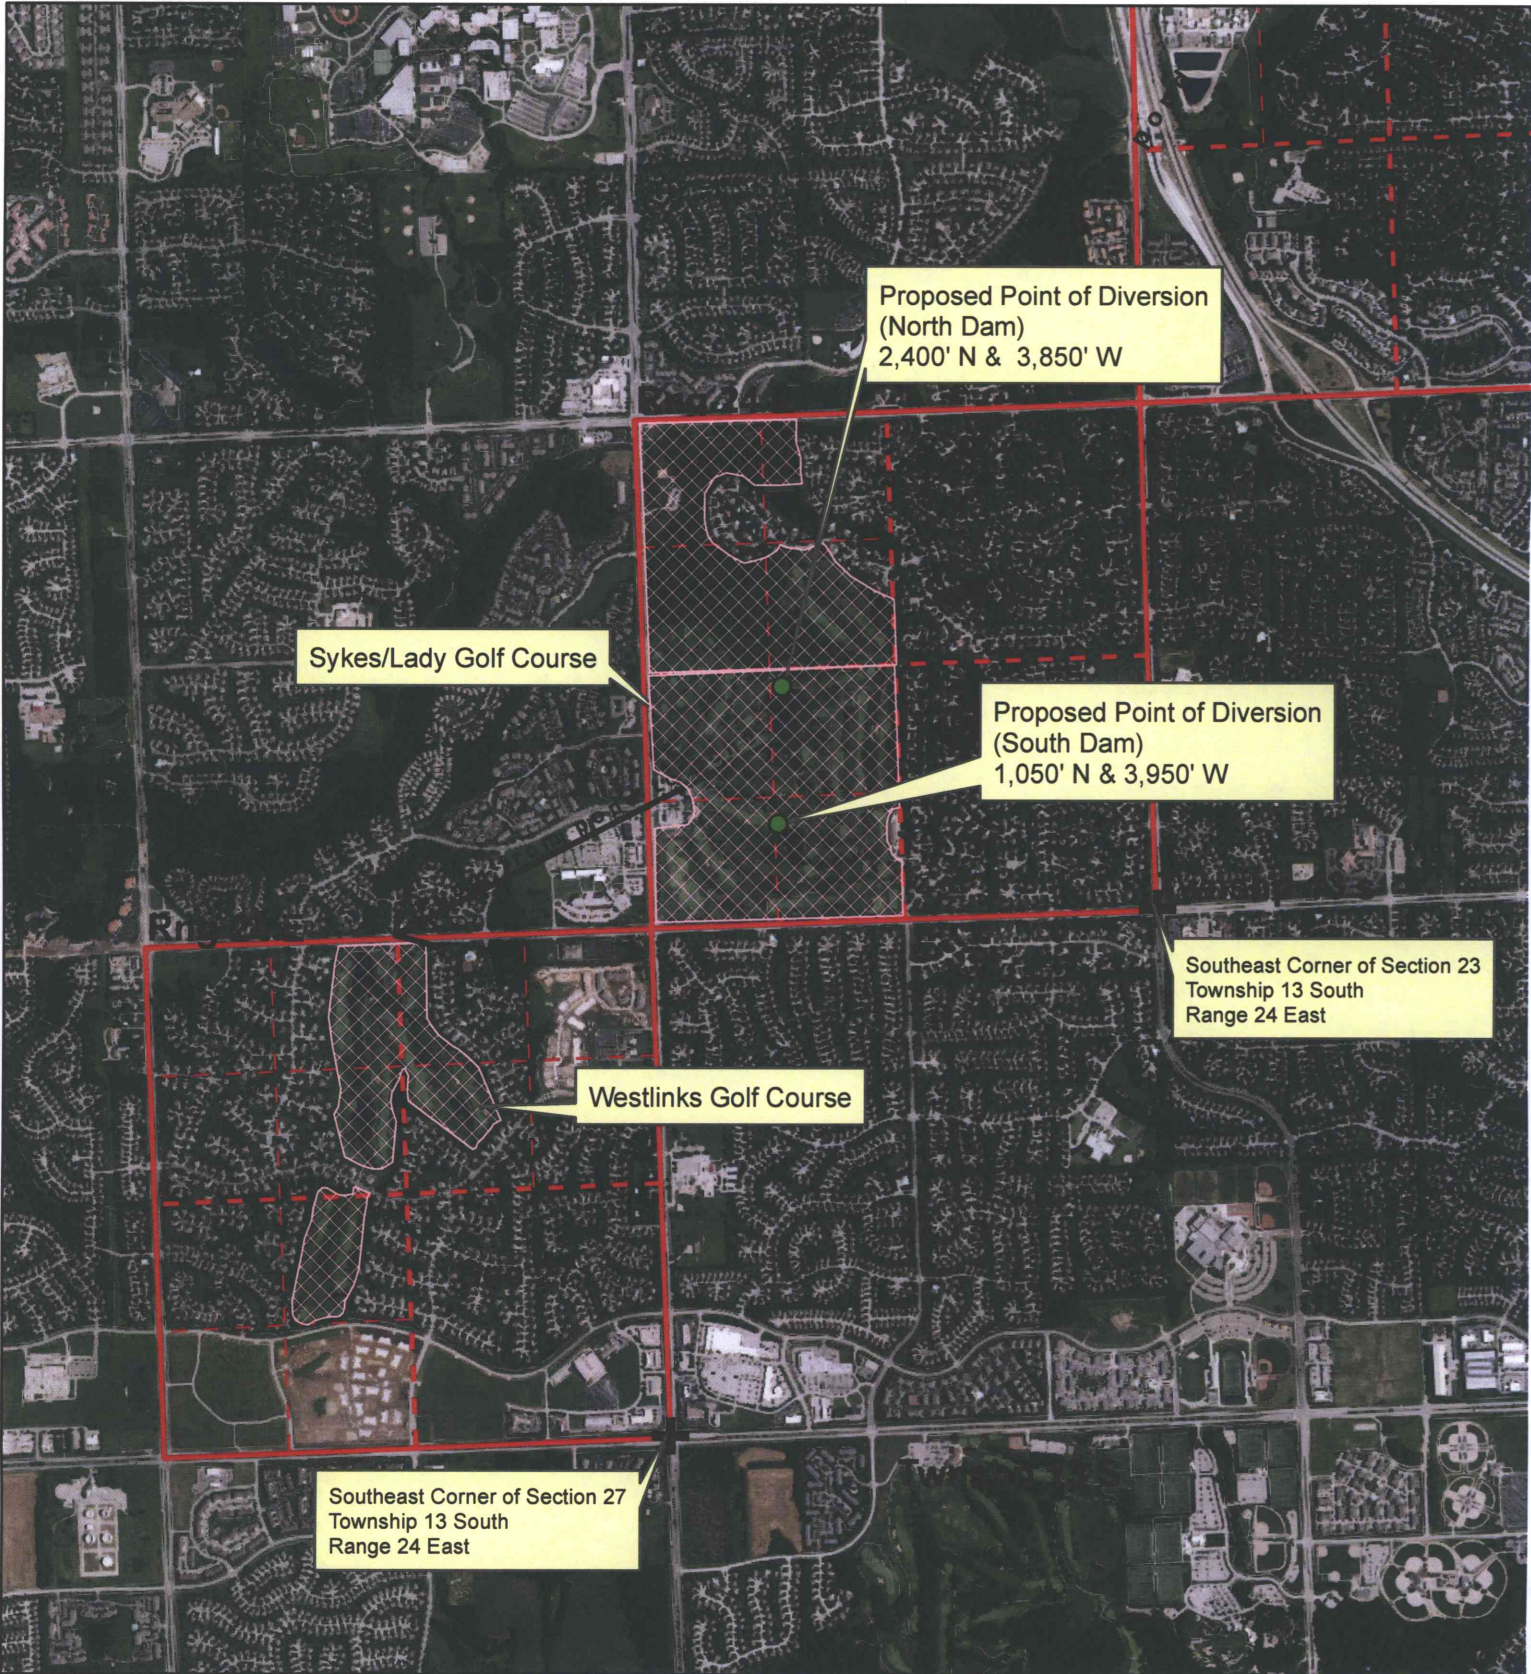 Proposed Point of Diversion
(North Dam)
2,400' N & 3,850' W
Sykes/Lady Golf Course
Proposed Point of Diversion
(South Dam)
1,050' N & 3,950' W
Southeast Corner of Section 23
Township 13 South
Range 24 East
Westlinks Golf Course
Southeast Corner of Section 27
Township 13 South
Range 24 East